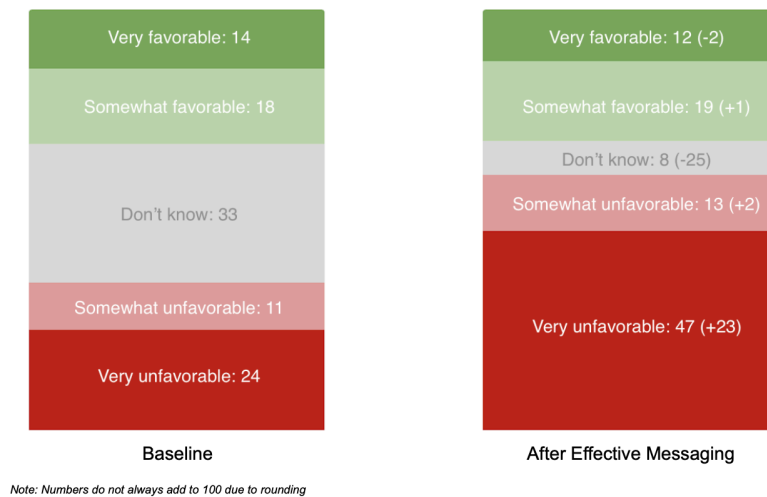 Very favorable: 14
Somewhat favorable: 18
Don’t know: 33
Somewhat unfavorable: 11
Very unfavorable: 24
Baseline
Very favorable: 12 (-2)
Somewhat favorable: 19 (+1)
Don’t know: 8 (-25)
Somewhat unfavorable: 13 (+2)
Very unfavorable: 47 (+23)
After Effective Messaging
Note: Numbers do not always add to 100 due to rounding